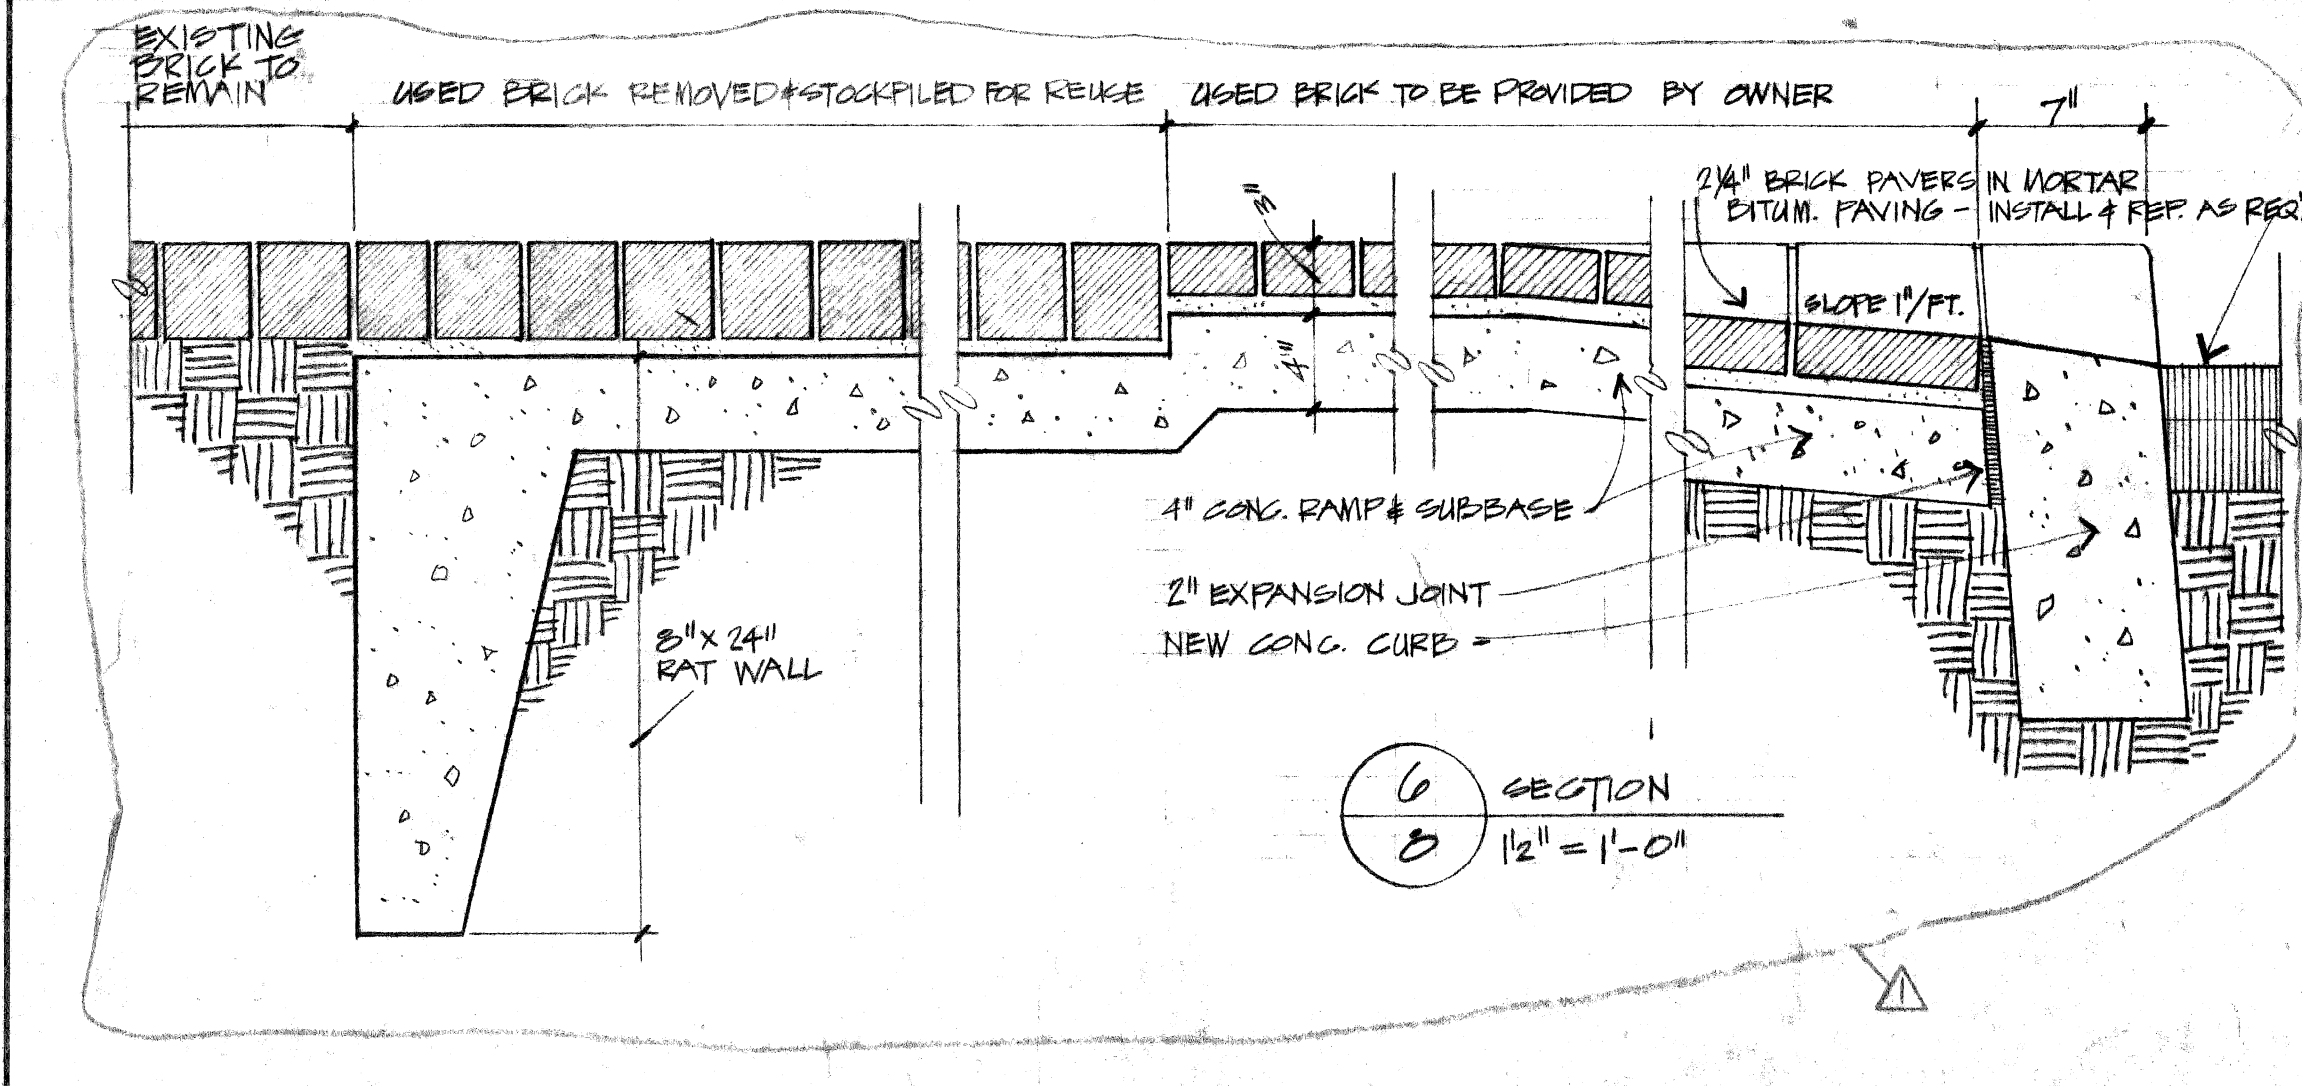 EXISTING
BRICK TO
REMAIN
USED BRICK REMOVED & STOCKPILED FOR REUSE
USED BRICK TO BE PROVIDED BY OWNER
7"
2 1/4" BRICK PAVERS IN MORTAR
BITUM. PAVING - INSTALL & REP. AS REQ'
3"
SLOPE 1"/FT.
4"
4" CONC. RAMP & SUBBASE
2" EXPANSION JOINT
NEW CONC. CURB
8" X 24"
RAT WALL
6
8
SECTION
1 1/2" = 1'-0"
1